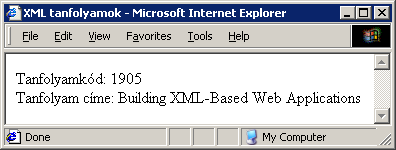 XML tanfolyamok - Microsoft Internet Explorer
File Edit View Favorites Tools Help
Tanfolyamkód: 1905
Tanfolyam címe: Building XML-Based Web Applications
Done My Computer